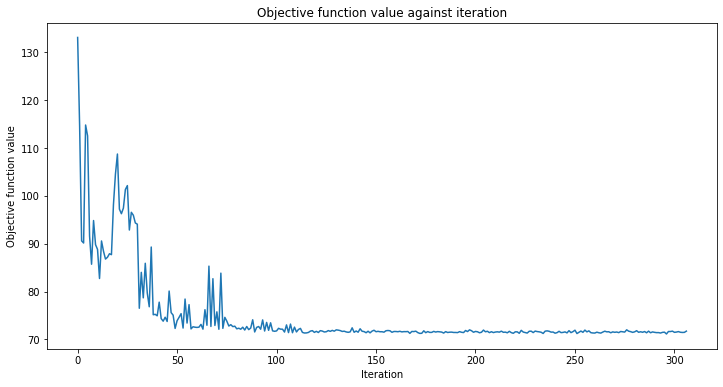 Objective function value against iteration
Objective function value
130
120
110
100
90
80
70
0 50 100 150 200 250 300
Iteration